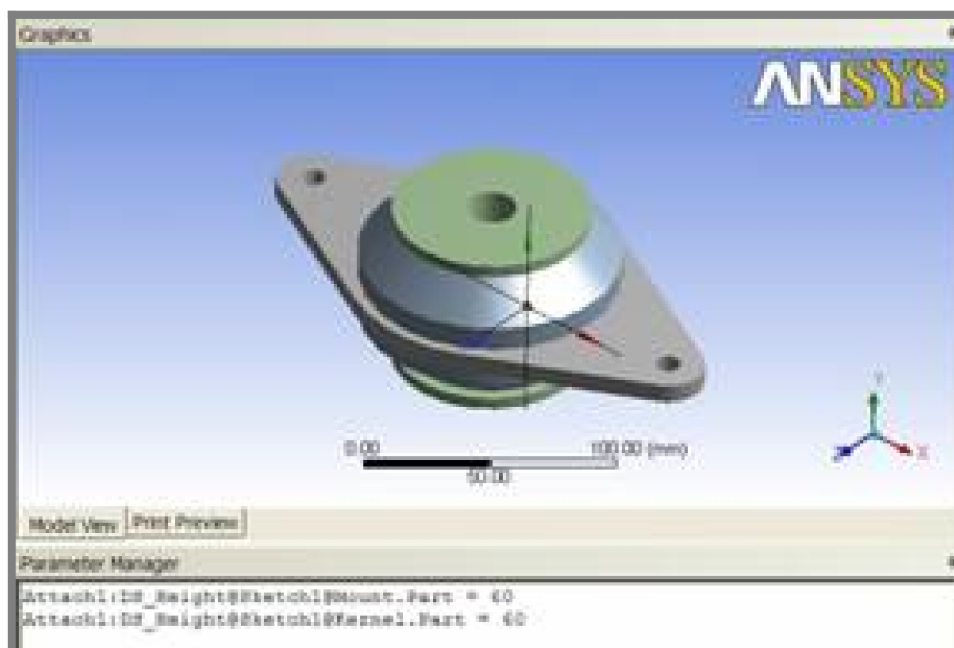 Graphics
ANSYS
0.00 100.00 (mm)
50.00
Y
Z X
Model View Print Preview
Parameter Manager
Attach1:DS_Height@Sketch1@Mount.Part = 60
Attach1:DS_Height@Sketch1@Kernel.Part = 60